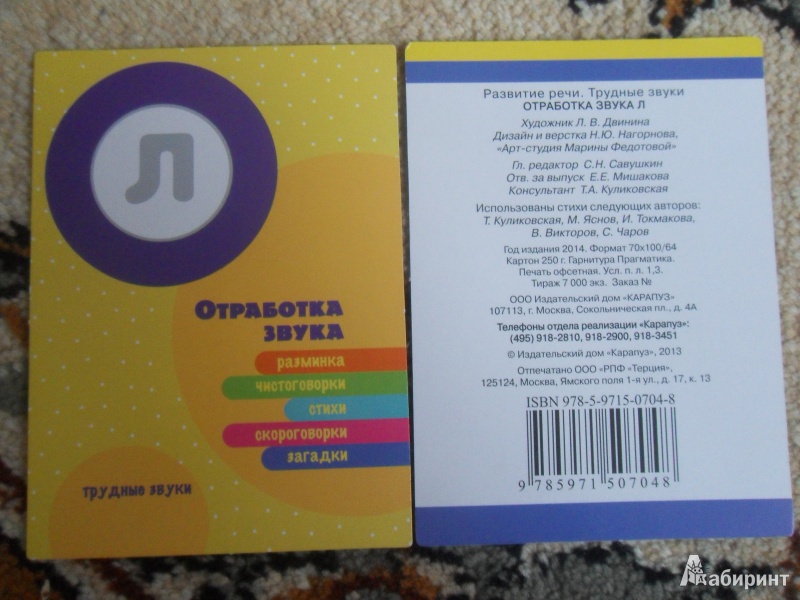 Л
ОТРАБОТКА
ЗВУКА
разминка
чистоговорки
стихи
скороговорки
загадки
трудные звуки
Развитие речи. Трудные звуки
ОТРАБОТКА ЗВУКА Л
Художник Л. В. Двинина
Дизайн и верстка Н.Ю. Нагорнова,
«Арт-студия Марины Федотовой»
Гл. редактор С.Н. Савушкин
Отв. за выпуск Е.Е. Мишакова
Консультант Т.А. Куликовская
Использованы стихи следующих авторов:
Т. Куликовская, М. Яснов, И. Токмакова,
В. Викторов, С. Чаров
Год издания 2014. Формат 70х100/64
Картон 250 г. Гарнитура Прагматика.
Печать офсетная. Усл. п. л. 1,3.
Тираж 7 000 экз. Заказ №
ООО Издательский дом «КАРАПУЗ»
107113, г. Москва, Сокольническая пл., д. 4А
Телефоны отдела реализации «Карапуз»:
(495) 918-2810, 918-2900, 918-3451
© Издательский дом «Карапуз», 2013
Отпечатано ООО «РПФ «Терция»,
125124, Москва, Ямского поля 1-я ул., д. 17, к. 13
ISBN 978-5-9715-0704-8
9 785971 507048
Лабиринт